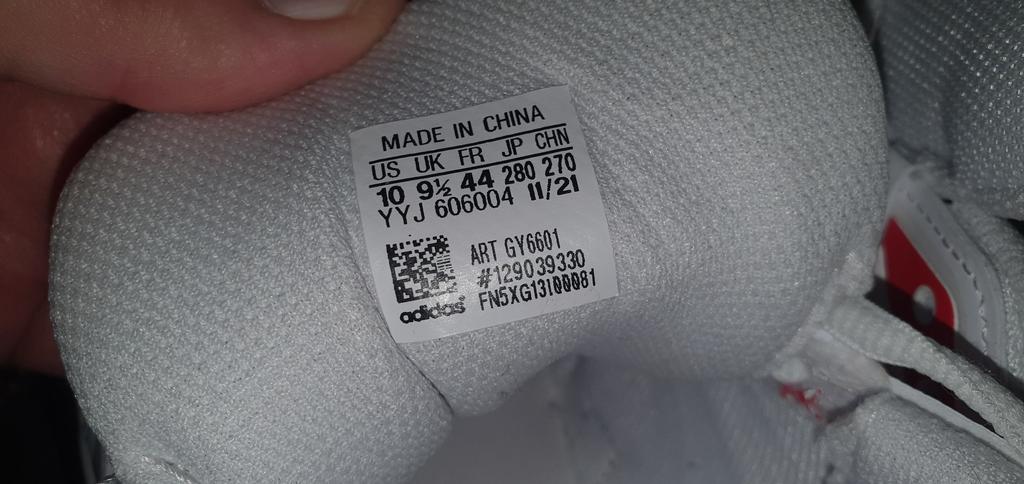 MADE IN CHINA
US UK FR JP CHN
10 9½ 44 280 270
YYJ 606004 11/21
ART GY6601
#129039330
FN5XG13I00081
adidas